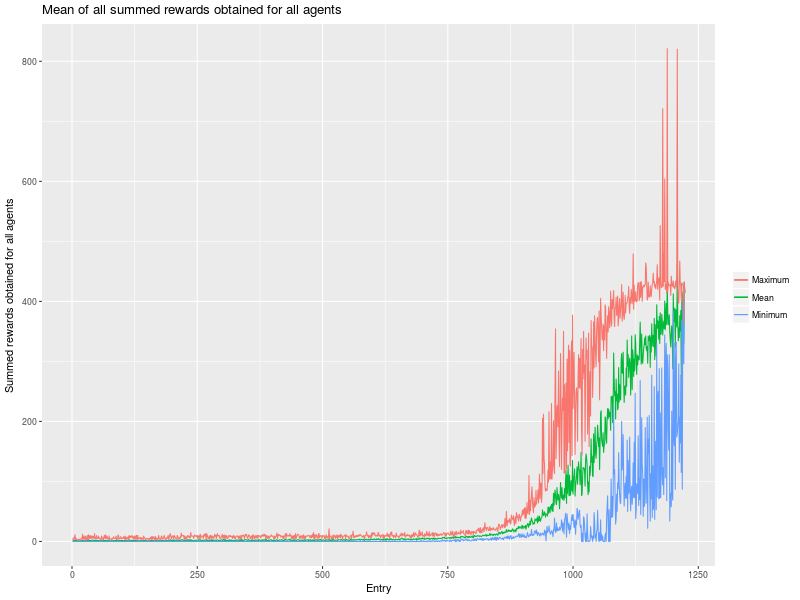 Mean of all summed rewards obtained for all agents
Summed rewards obtained for all agents
800
600
400
200
0
0 250 500 750 1000 1250
Entry
Maximum
Mean
Minimum